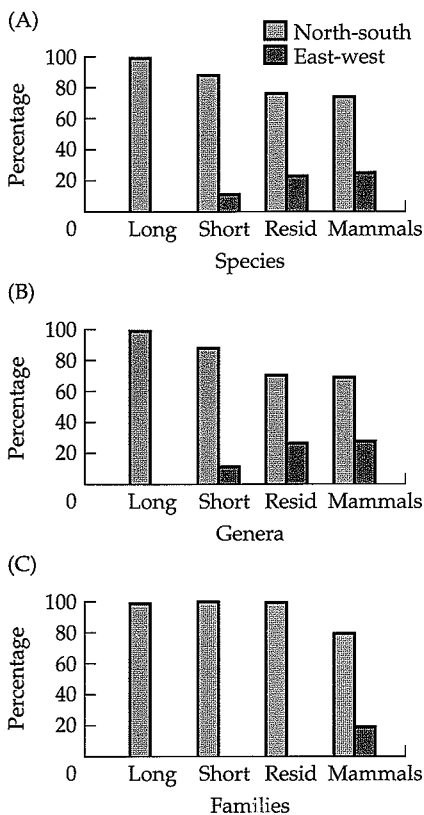 (A)
North-south
East-west
Percentage
100
80
60
40
20
0
Long Short Resid Mammals
Species
(B)
Percentage
100
80
60
40
20
0
Long Short Resid Mammals
Genera
(C)
Percentage
100
80
60
40
20
0
Long Short Resid Mammals
Families